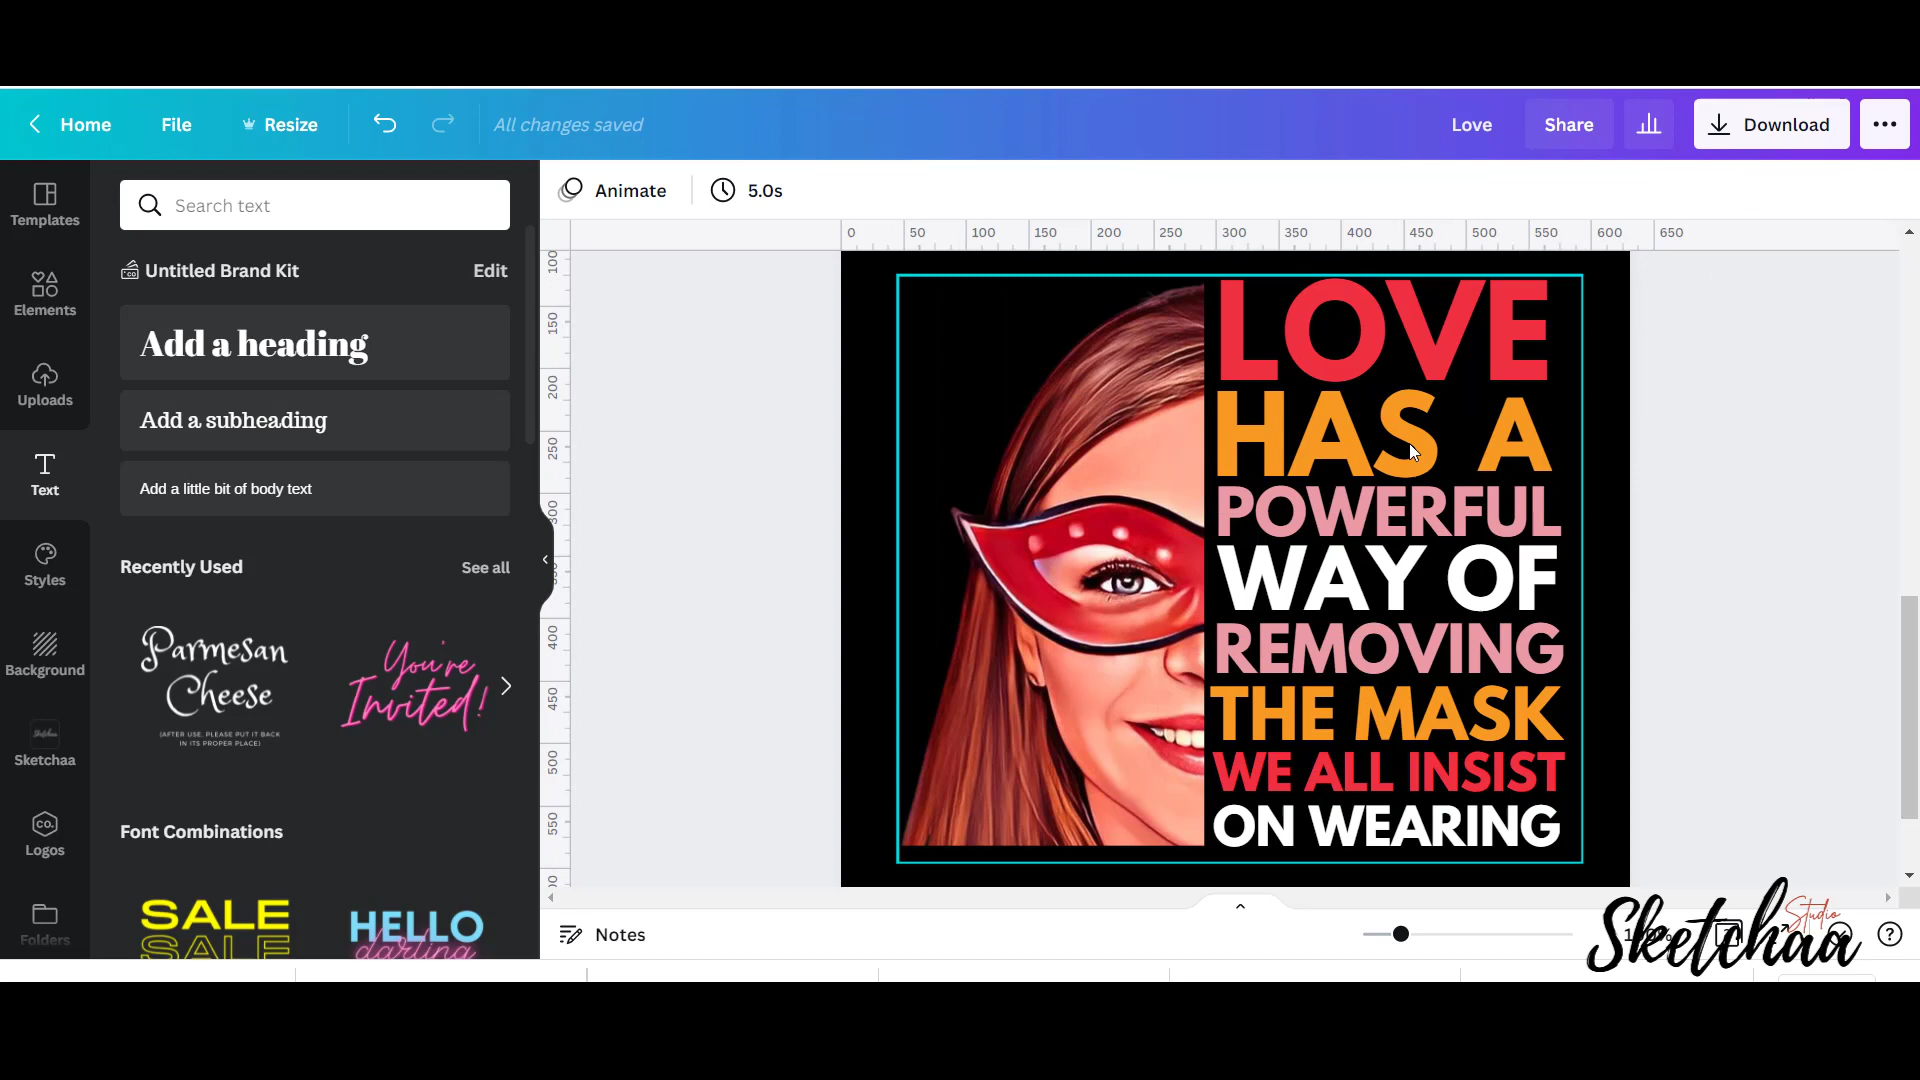 Home File Resize All changes saved Love Share Download
Search text
Animate 5.0s
Templates
Elements
Uploads
Text
Styles
Background
Sketchaa
Logos
Folders
Untitled Brand Kit Edit
Add a heading
Add a subheading
Add a little bit of body text
Recently Used See all
Parmesan
Cheese
(AFTER USE, PLEASE PUT IT BACK
IN ITS PROPER PLACE)
You're
Invited!
Font Combinations
SALE
SALE
HELLO
darling
CO.
0 50 100 150 200 250 300 350 400 450 500 550 600 650
100
150
200
250
300
400
450
500
550
LOVE
HAS A
POWERFUL
WAY OF
REMOVING
THE MASK
WE ALL INSIST
ON WEARING
Notes
Sketchaa
Studio